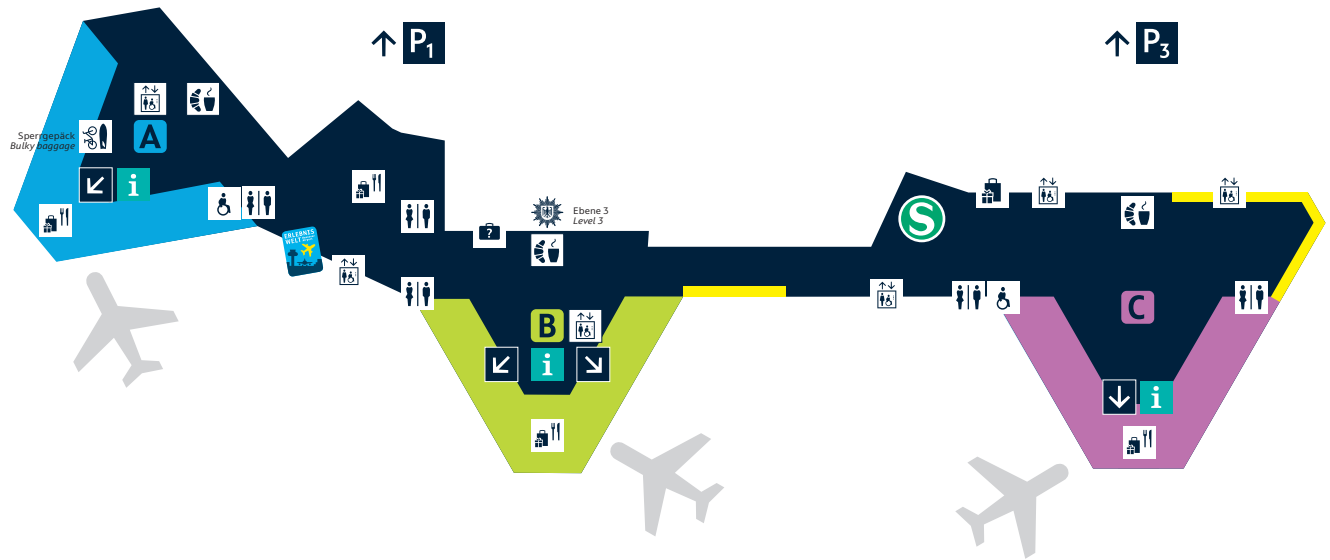 P1
P3
A
Sperrgepäck
Bulky baggage
i
ERLEBNIS
WELT
?
Ebene 3
Level 3
S
B
i
C
i